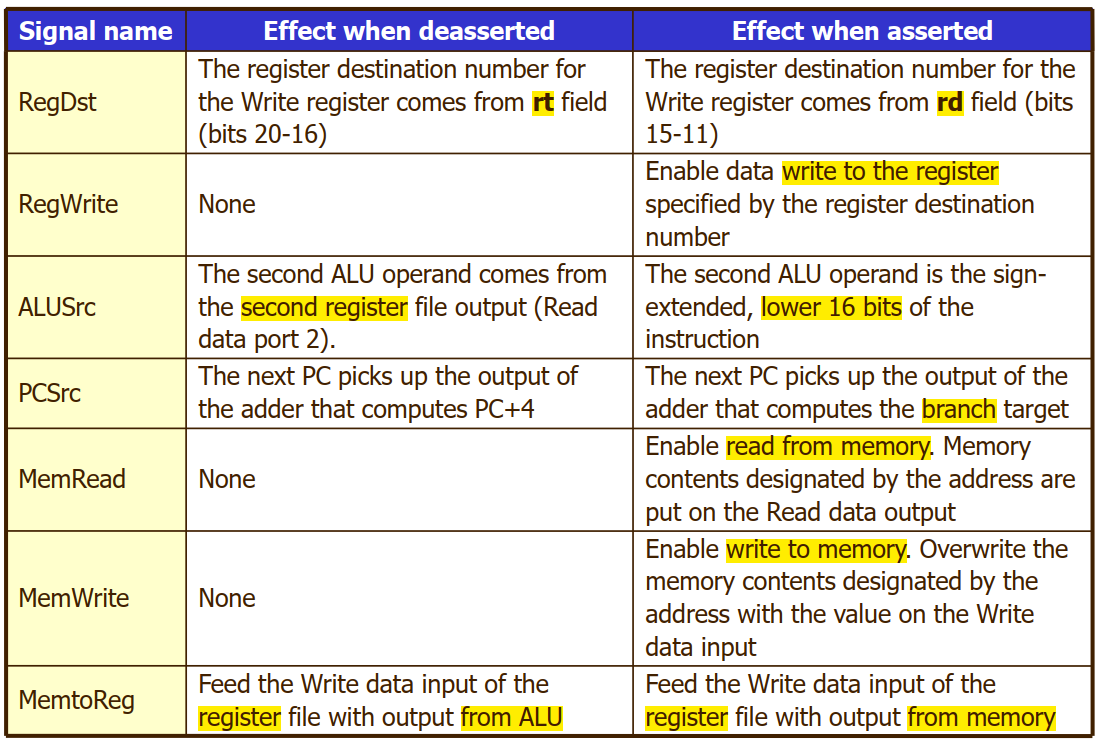 Signal name Effect when deasserted Effect when asserted
RegDst
The register destination number for
the Write register comes from rt field
(bits 20-16)
The register destination number for the
Write register comes from rd field (bits
15-11)
RegWrite
None
Enable data write to the register
specified by the register destination
number
ALUSrc
The second ALU operand comes from
the second register file output (Read
data port 2).
The second ALU operand is the sign-
extended, lower 16 bits of the
instruction
PCSrc
The next PC picks up the output of
the adder that computes PC+4
The next PC picks up the output of the
adder that computes the branch target
MemRead
None
Enable read from memory. Memory
contents designated by the address are
put on the Read data output
MemWrite
None
Enable write to memory. Overwrite the
memory contents designated by the
address with the value on the Write
data input
MemtoReg
Feed the Write data input of the
register file with output from ALU
Feed the Write data input of the
register file with output from memory